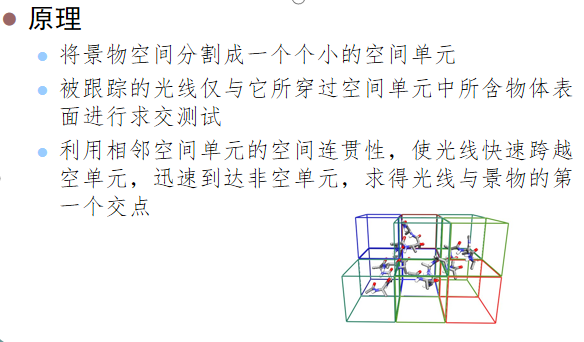 原理
将景物空间分割成一个个小的空间单元
被跟踪的光线仅与它所穿过空间单元中所含物体表
面进行求交测试
利用相邻空间单元的空间连贯性，使光线快速跨越
空单元，迅速到达非空单元，求得光线与景物的第
一个交点